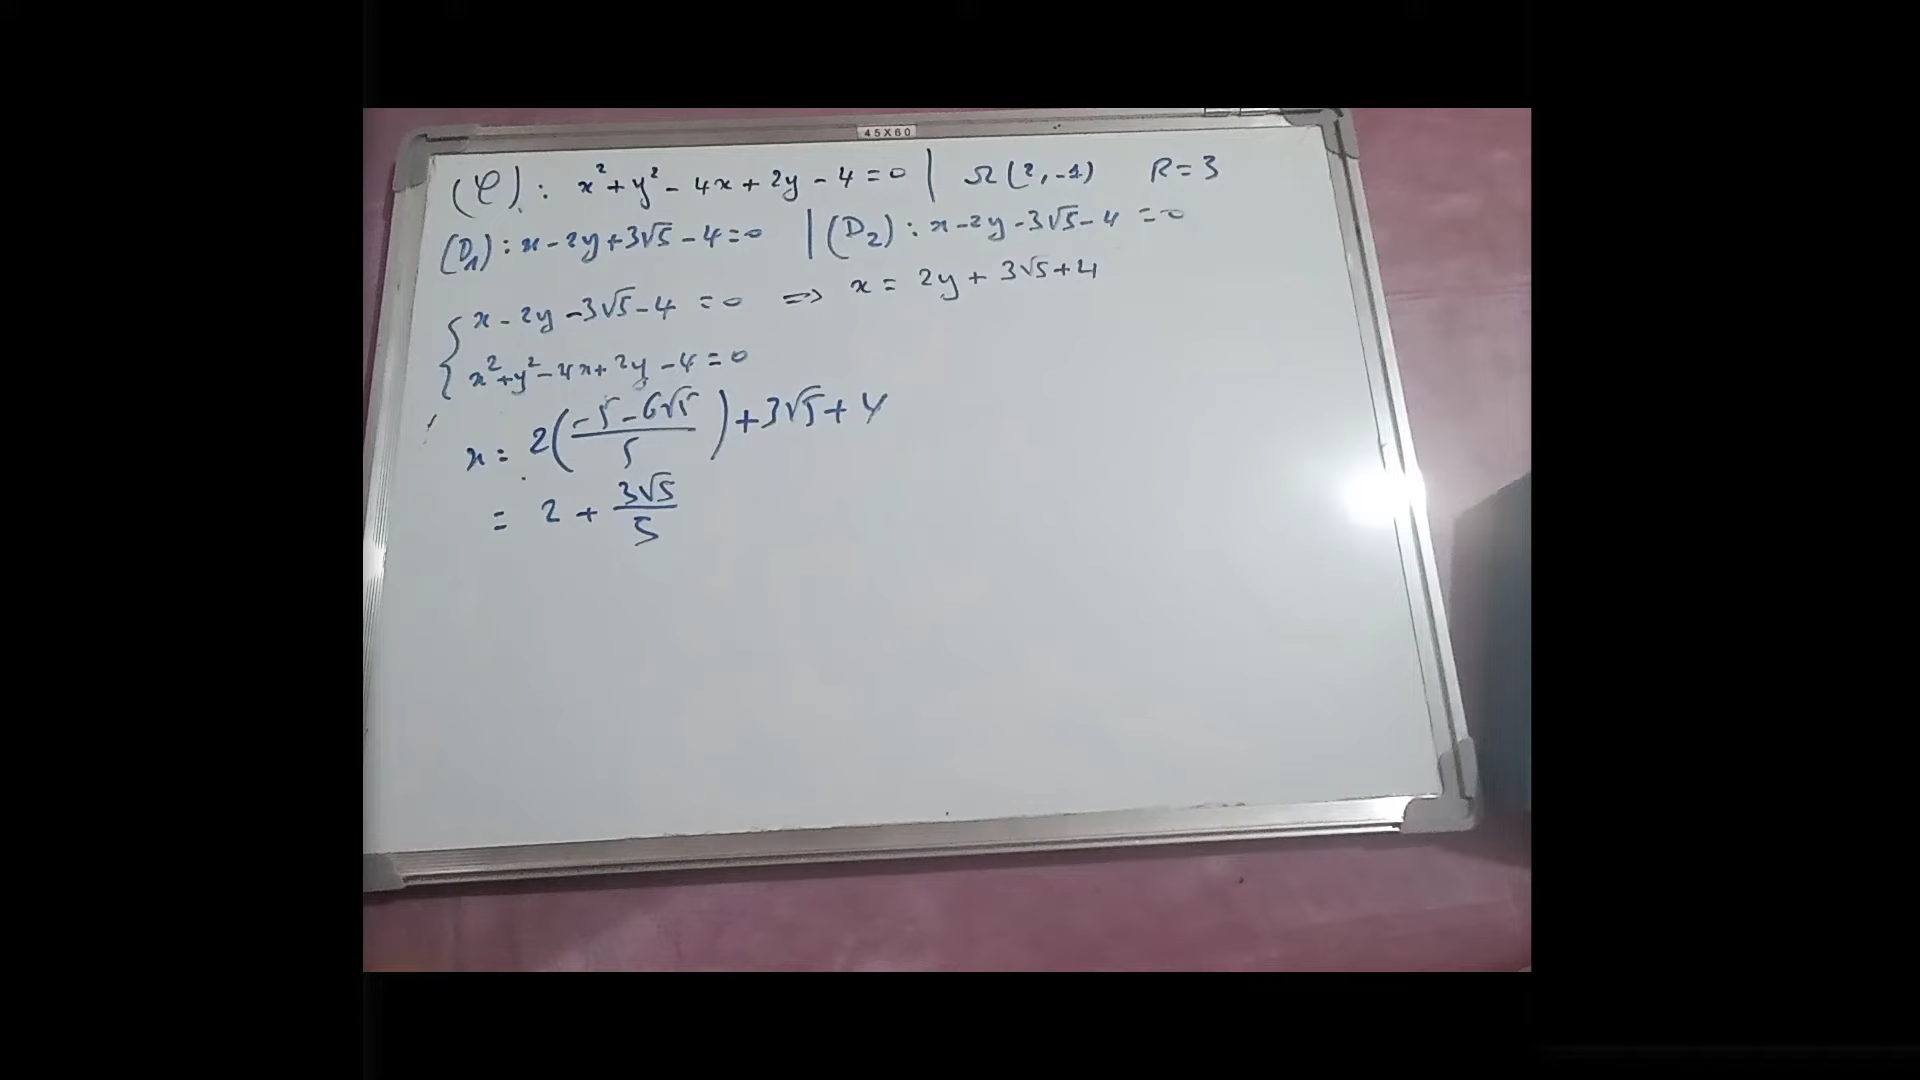 45X60
(C): x²+y²-4x+2y-4=0 | Ω(2,-1) R=3
(D₁): x-2y+3√5-4=0 | (D₂): x-2y-3√5-4=0
{ x-2y-3√5-4=0 => x=2y+3√5+4
x²+y²-4x+2y-4=0
x=2((-5-6√5)/5)+3√5+4
= 2+(3√5)/5